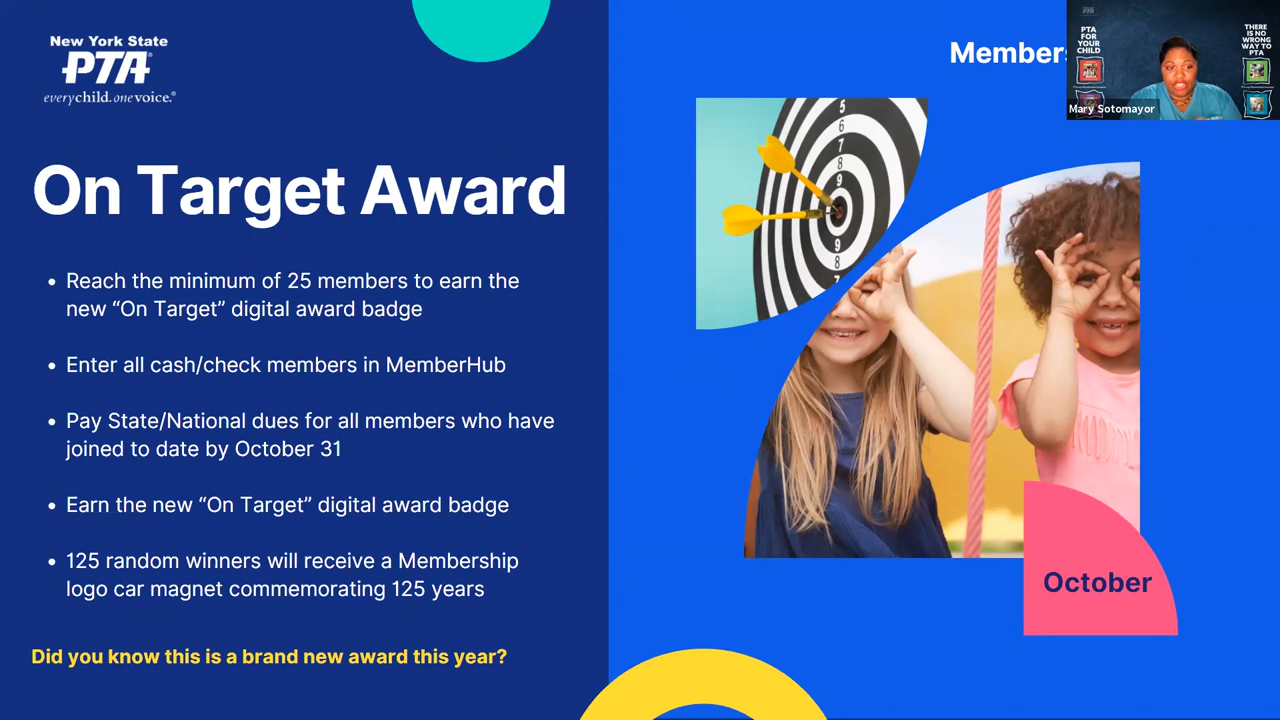 New York State
PTA
everychild.onevoice.®
On Target Award
• Reach the minimum of 25 members to earn the
new “On Target” digital award badge
• Enter all cash/check members in MemberHub
• Pay State/National dues for all members who have
joined to date by October 31
• Earn the new “On Target” digital award badge
• 125 random winners will receive a Membership
logo car magnet commemorating 125 years
Did you know this is a brand new award this year?
Members
5
6
7
8
9
9
8
7
October
PTA
FOR
YOUR
CHILD
THERE IS
NO WRONG
WAY TO
PTA
Mary Sotomayor